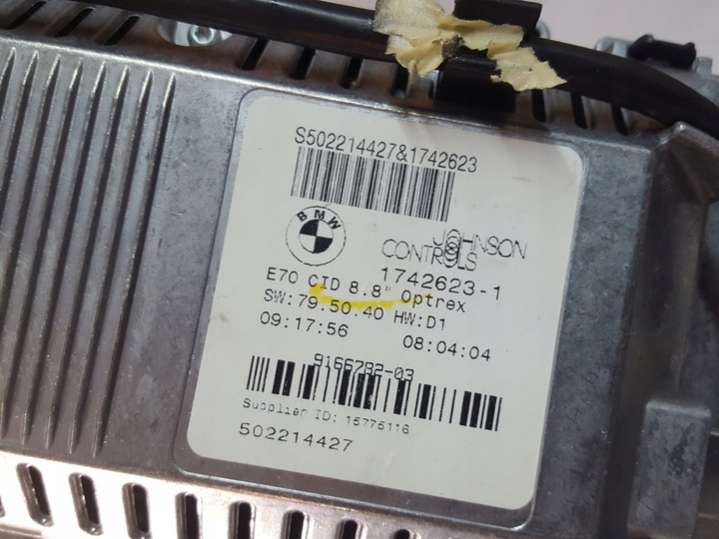 S502214427&1742623
BMW
JOHNSON
CONTROLS
1742623-1
E70 CID 8.8" Optrex
SW:79.50.40 HW:D1
09:17:56 08:04:04
9166782-03
Supplier ID: 15775116
502214427